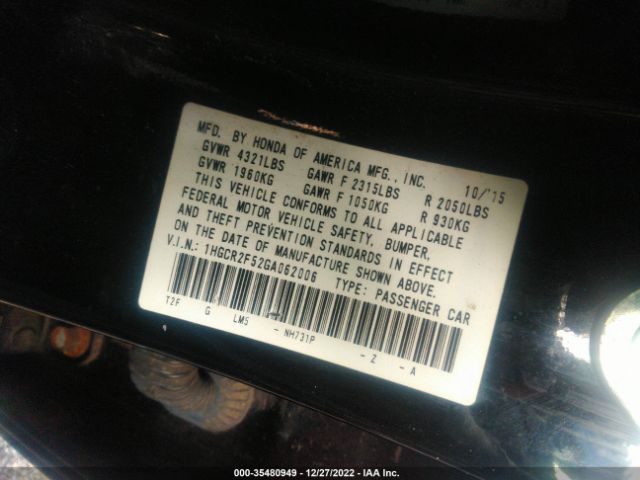 MFD. BY HONDA OF AMERICA MFG., INC. 10/'15
GVWR 4321LBS GAWR F 2315LBS R 2050LBS
GVWR 1960KG GAWR F 1050KG R 930KG
THIS VEHICLE CONFORMS TO ALL APPLICABLE
FEDERAL MOTOR VEHICLE SAFETY, BUMPER,
AND THEFT PREVENTION STANDARDS IN EFFECT
ON THE DATE OF MANUFACTURE SHOWN ABOVE.
V.I.N.: 1HGCR2F52GA062006 TYPE: PASSENGER CAR
T2F G LM5 - NH731P - Z - A
000-35480949 - 12/27/2022 - IAA Inc.